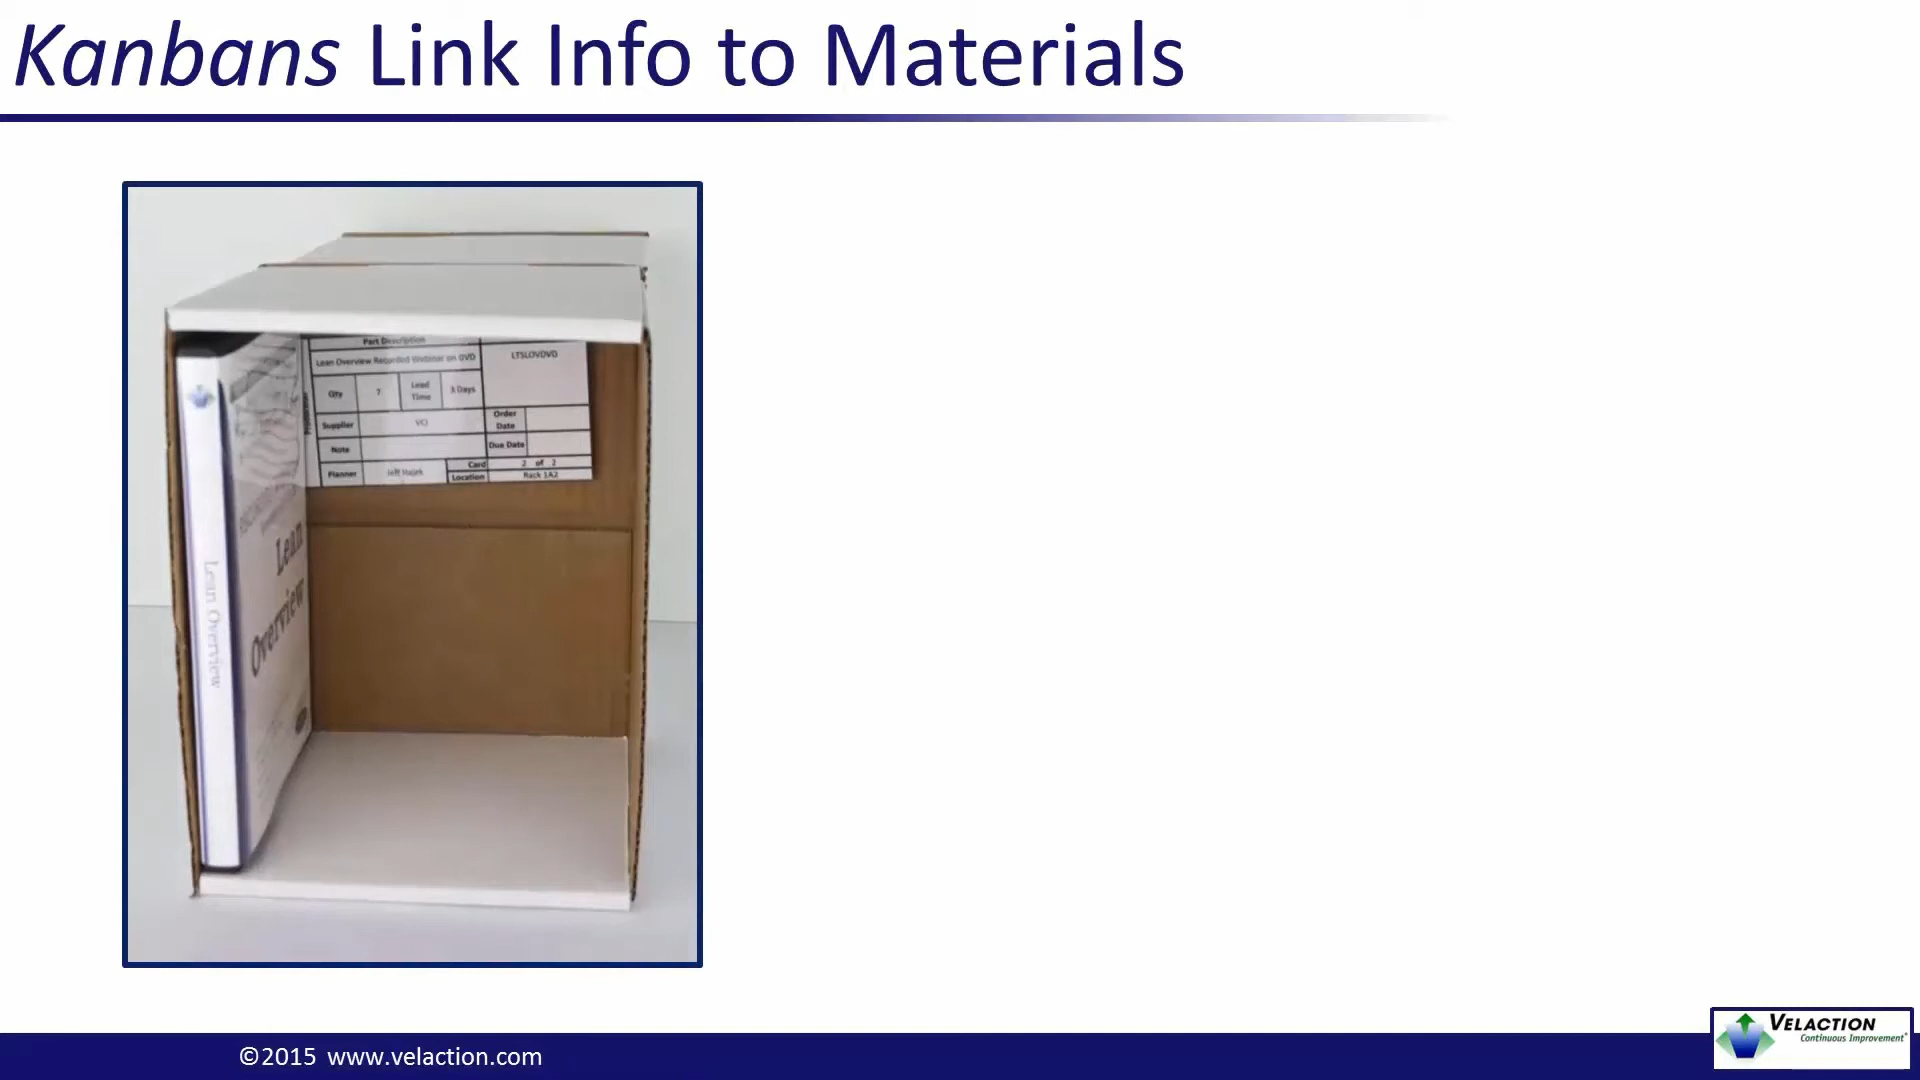 Kanbans Link Info to Materials
Part Description
Lean Overview Recorded Webinar on DVD
LTSLOVDVD
Qty 7 Lead Time 3 Days
Supplier VCI
Order Date
Note
Due Date
Planner Jeff Hajek
Card 2 of 2
Location Rack 1A2
Lean Overview
Lean
Overview
©2015 www.velaction.com
VELACTION
Continuous Improvement